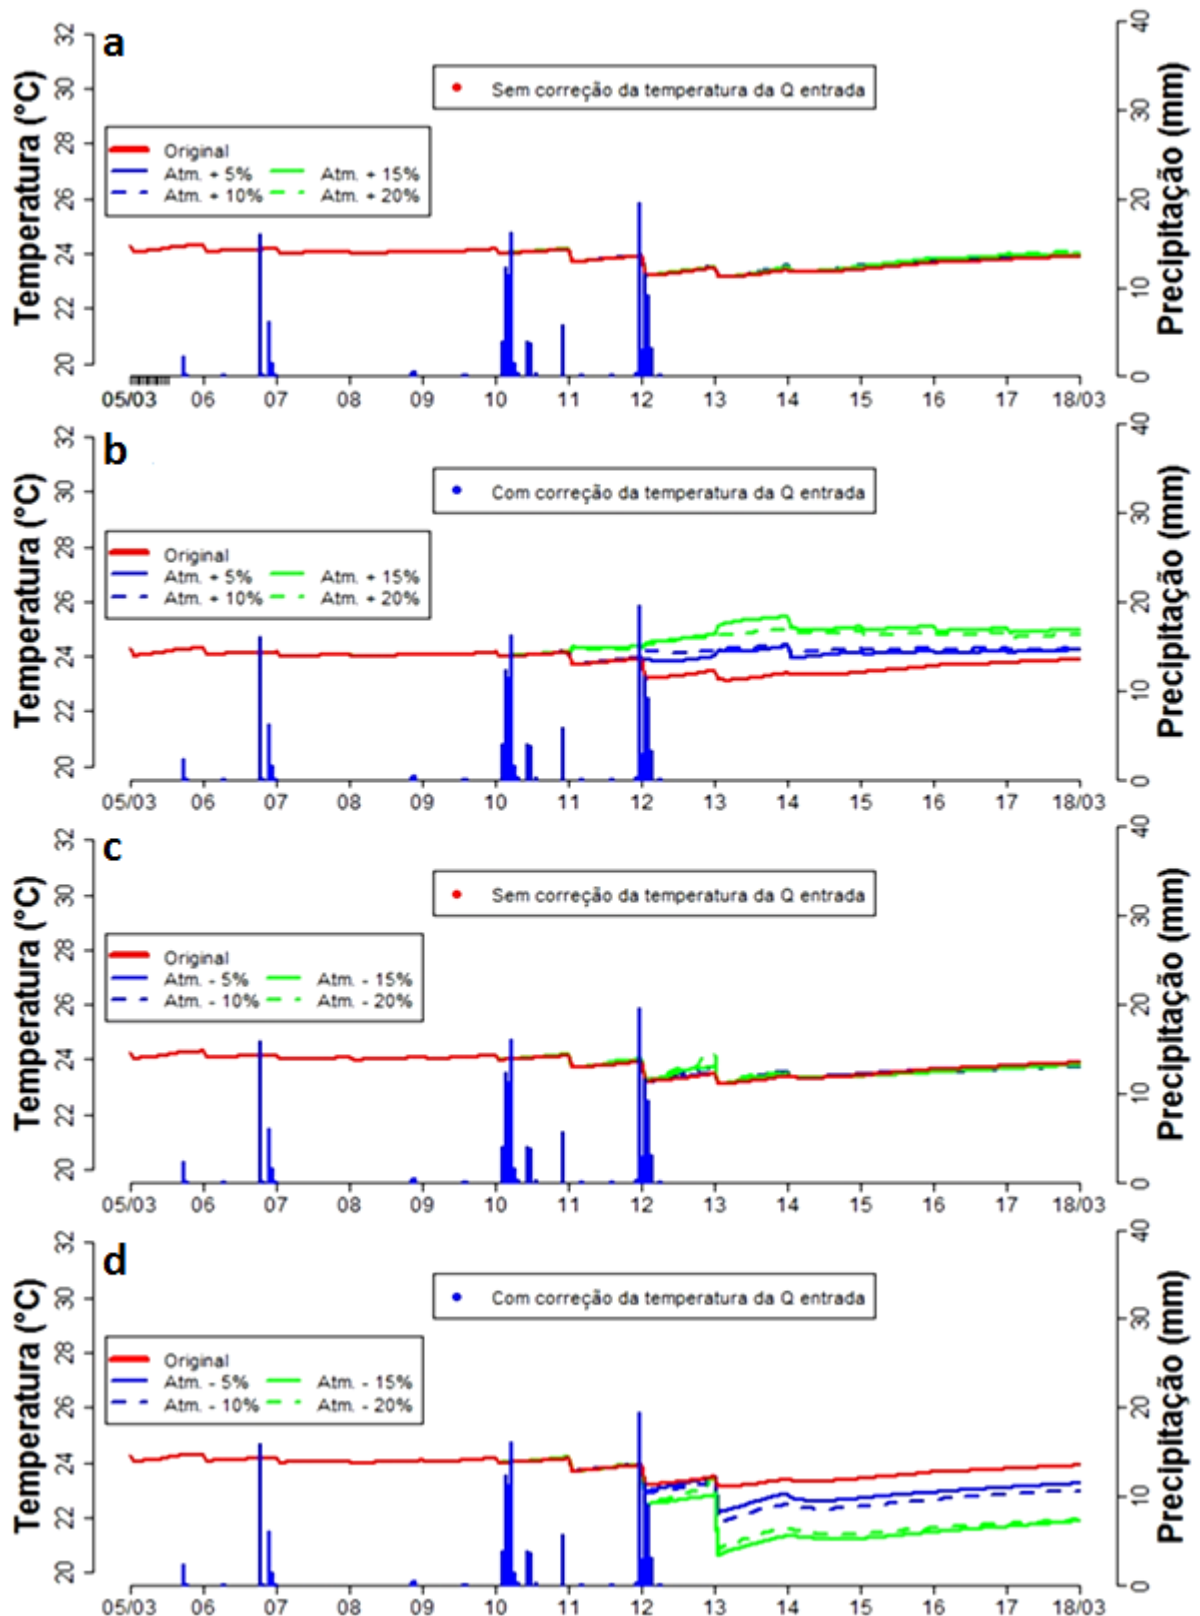 a
Temperatura (°C)
32
30
28
26
24
22
20
Sem correção da temperatura da Q entrada
Original
Atm. + 5% Atm. + 15%
Atm. + 10% Atm. + 20%
Precipitação (mm)
40
30
20
10
0
05/03 06 07 08 09 10 11 12 13 14 15 16 17 18/03
b
Temperatura (°C)
32
30
28
26
24
22
20
Com correção da temperatura da Q entrada
Original
Atm. + 5% Atm. + 15%
Atm. + 10% Atm. + 20%
Precipitação (mm)
40
30
20
10
0
05/03 06 07 08 09 10 11 12 13 14 15 16 17 18/03
c
Temperatura (°C)
32
30
28
26
24
22
20
Sem correção da temperatura da Q entrada
Original
Atm. - 5% Atm. - 15%
Atm. - 10% Atm. - 20%
Precipitação (mm)
40
30
20
10
0
05/03 06 07 08 09 10 11 12 13 14 15 16 17 18/03
d
Temperatura (°C)
32
30
28
26
24
22
20
Com correção da temperatura da Q entrada
Original
Atm. - 5% Atm. - 15%
Atm. - 10% Atm. - 20%
Precipitação (mm)
40
30
20
10
0
05/03 06 07 08 09 10 11 12 13 14 15 16 17 18/03